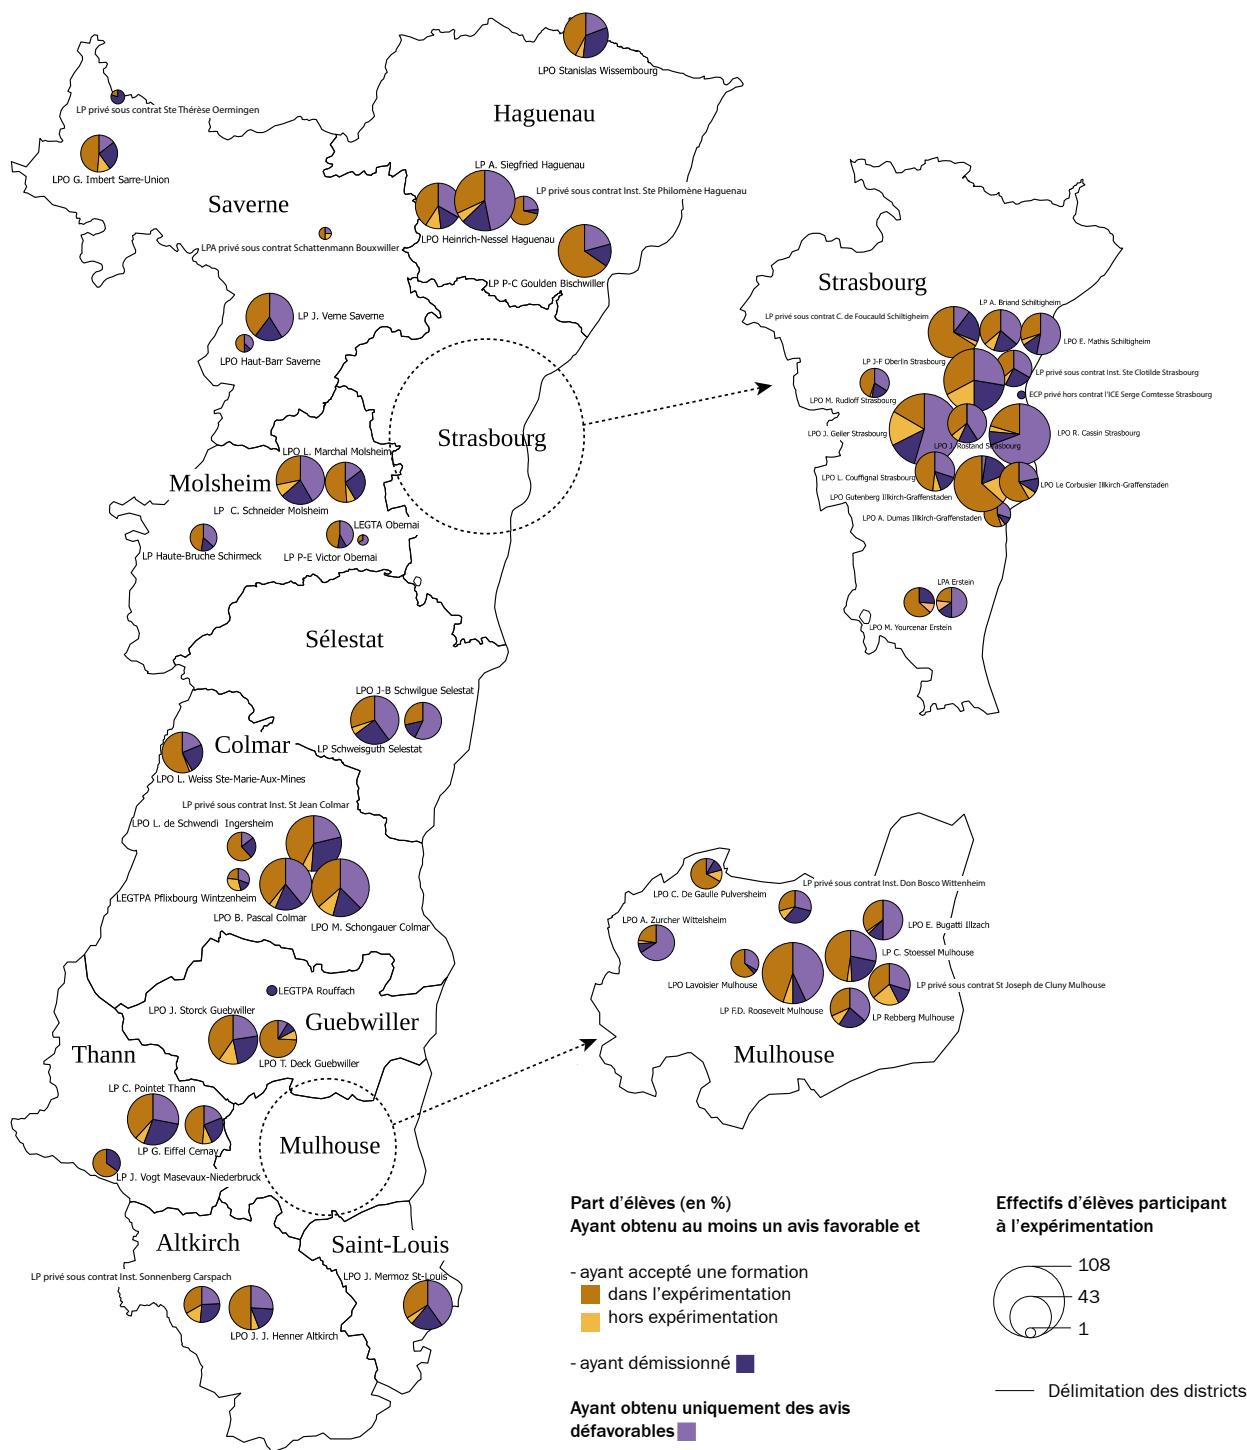 LPO Stanislas Wissembourg
Haguenau
LP privé sous contrat Ste Thérèse Oermingen
LPO G. Imbert Sarre-Union
LP A. Siegfried Haguenau
LP privé sous contrat Inst. Ste Philomène Haguenau
Saverne
LPO Heinrich-Nessel Haguenau
LPA privé sous contrat Schattenmann Bouxwiller
LP P-C Goulden Bischwiller
LP J. Verne Saverne
LPO Haut-Barr Saverne
Strasbourg
LP A. Briand Schiltigheim
LP privé sous contrat C. de Foucauld Schiltigheim
LPO E. Mathis Schiltigheim
LP J-F Oberlin Strasbourg
LP privé sous contrat Inst. Ste Clotilde Strasbourg
ECP privé hors contrat l'ICE Serge Comtesse Strasbourg
LPO M. Rudloff Strasbourg
LPO J. Geiler Strasbourg
LPO R. Cassin Strasbourg
LPO J. Rostand Strasbourg
LPO L. Couffignal Strasbourg
LPO Le Corbusier Illkirch-Graffenstaden
LPO Gutenberg Illkirch-Graffenstaden
LPO A. Dumas Illkirch-Graffenstaden
LPA Erstein
LPO M. Yourcenar Erstein
Strasbourg
LPO L. Marchal Molsheim
Molsheim
LP C. Schneider Molsheim
LEGTA Obernai
LP Haute-Bruche Schirmeck
LP P-E Victor Obernai
Sélestat
LPO J-B Schwilgue Selestat
LP Schweisguth Selestat
Colmar
LPO L. Weiss Ste-Marie-Aux-Mines
LP privé sous contrat Inst. St Jean Colmar
LPO L. de Schwendi Ingersheim
LEGTPA Pflixbourg Wintzenheim
LPO B. Pascal Colmar
LPO M. Schongauer Colmar
LEGTPA Rouffach
LPO J. Storck Guebwiller
Guebwiller
LPO T. Deck Guebwiller
Thann
LP C. Pointet Thann
LP G. Eiffel Cernay
LP J. Vogt Masevaux-Niederbruck
Mulhouse
LP privé sous contrat Inst. Don Bosco Wittenheim
LPO C. De Gaulle Pulversheim
LPO A. Zurcher Wittelsheim
LPO E. Bugatti Illzach
LP C. Stoessel Mulhouse
LPO Lavoisier Mulhouse
LP privé sous contrat St Joseph de Cluny Mulhouse
LP F.D. Roosevelt Mulhouse
LP Rebberg Mulhouse
Mulhouse
Altkirch
Saint-Louis
LP privé sous contrat Inst. Sonnenberg Carspach
LPO J. J. Henner Altkirch
LPO J. Mermoz St-Louis
Part d'élèves (en %)
Ayant obtenu au moins un avis favorable et
- ayant accepté une formation
dans l'expérimentation
hors expérimentation
- ayant démissionné
Ayant obtenu uniquement des avis
défavorables
Effectifs d'élèves participant
à l'expérimentation
108
43
1
Délimitation des districts